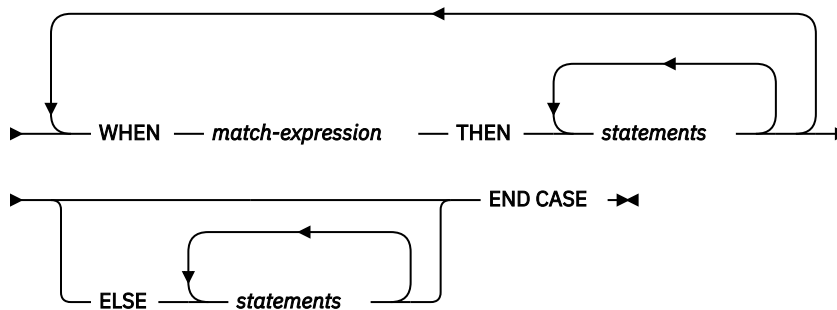 WHEN match-expression THEN statements
END CASE
ELSE statements